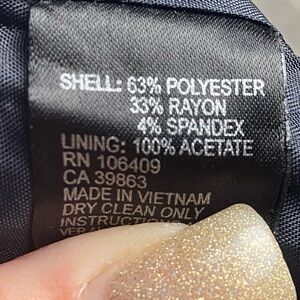 SHELL: 63% POLYESTER
33% RAYON
4% SPANDEX
LINING: 100% ACETATE
RN 106409
CA 39863
MADE IN VIETNAM
DRY CLEAN ONLY